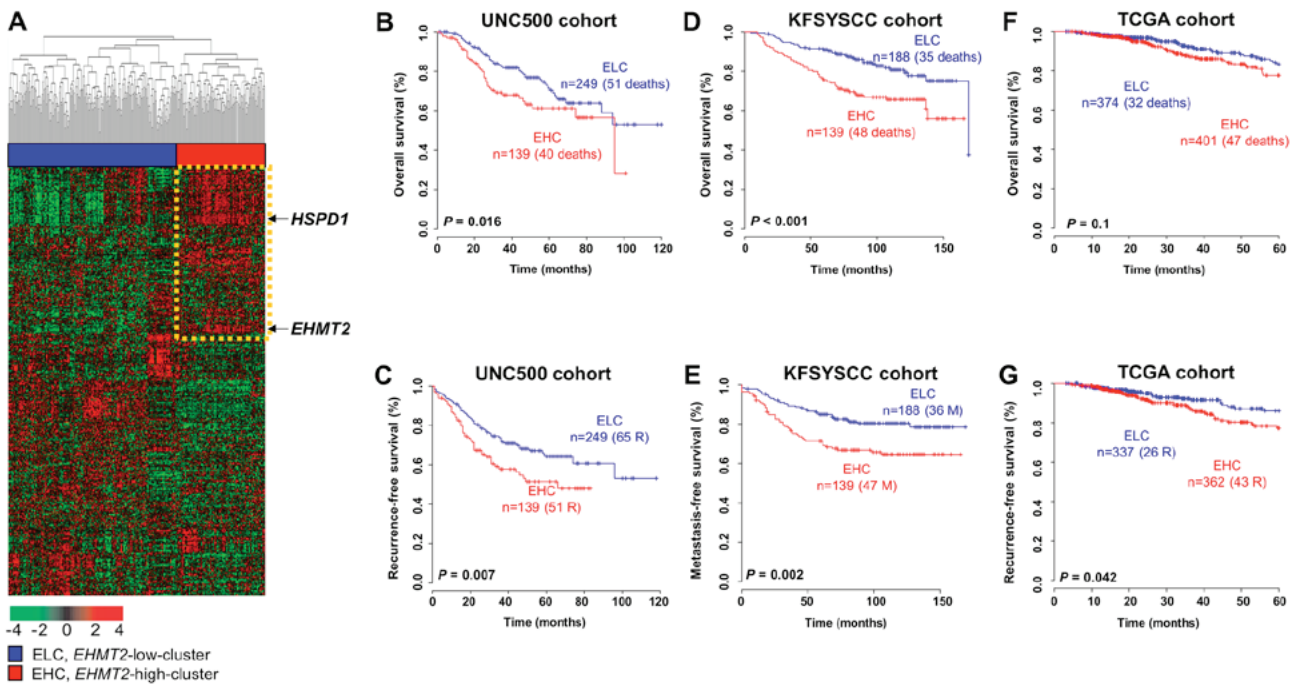 A
HSPD1
EHMT2
-4 -2 0 2 4
ELC, EHMT2-low-cluster
EHC, EHMT2-high-cluster
B
UNC500 cohort
Overall survival (%)
1.0
0.8
0.6
0.4
0.2
0.0
ELC
n=249 (51 deaths)
EHC
n=139 (40 deaths)
P = 0.016
0 20 40 60 80 100 120
Time (months)
C
UNC500 cohort
Recurrence-free survival (%)
1.0
0.8
0.6
0.4
0.2
0.0
ELC
n=249 (65 R)
EHC
n=139 (51 R)
P = 0.007
0 20 40 60 80 100 120
Time (months)
D
KFSYSCC cohort
Overall survival (%)
1.0
0.8
0.6
0.4
0.2
0.0
ELC
n=188 (35 deaths)
EHC
n=139 (48 deaths)
P < 0.001
0 50 100 150
Time (months)
E
KFSYSCC cohort
Metastasis-free survival (%)
1.0
0.8
0.6
0.4
0.2
0.0
ELC
n=188 (36 M)
EHC
n=139 (47 M)
P = 0.002
0 50 100 150
Time (months)
F
TCGA cohort
Overall survival (%)
1.0
0.8
0.6
0.4
0.2
0.0
ELC
n=374 (32 deaths)
EHC
n=401 (47 deaths)
P = 0.1
0 10 20 30 40 50 60
Time (months)
G
TCGA cohort
Recurrence-free survival (%)
1.0
0.8
0.6
0.4
0.2
0.0
ELC
n=337 (26 R)
EHC
n=362 (43 R)
P = 0.042
0 10 20 30 40 50 60
Time (months)